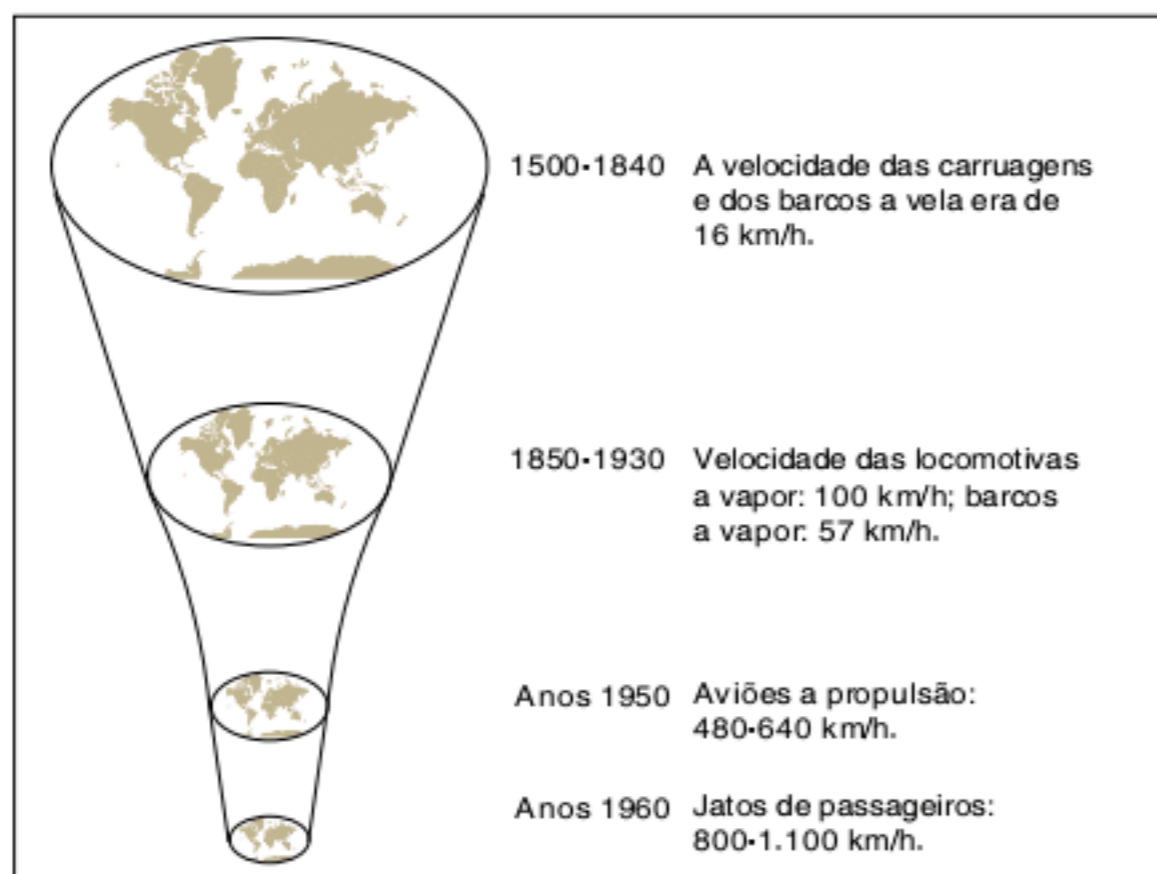 1500-1840 A velocidade das carruagens
e dos barcos a vela era de
16 km/h.
1850-1930 Velocidade das locomotivas
a vapor: 100 km/h; barcos
a vapor: 57 km/h.
Anos 1950 Aviões a propulsão:
480-640 km/h.
Anos 1960 Jatos de passageiros:
800-1.100 km/h.